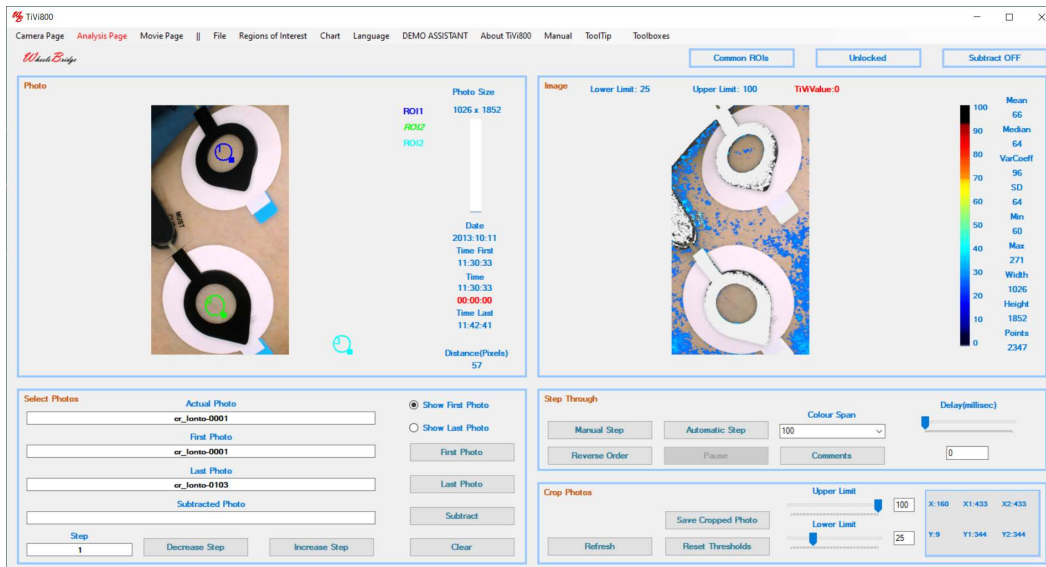 TiVi800
Camera Page Analysis Page Movie Page || File Regions of Interest Chart Language DEMO ASSISTANT About TiVi800 Manual ToolTip Toolboxes
WheelsBridge
Common ROIs Unlocked Subtract OFF
Photo
Photo Size
1026 x 1852
ROI1
ROI2
ROI2
1
2
3
MUST
Date
2013:10:11
Time First
11:30:33
Time
11:30:33
00:00:00
Time Last
11:42:41
Distance(Pixels)
57
Image Lower Limit: 25 Upper Limit: 100 TiViValue:0
100
90
80
70
60
50
40
30
20
10
0
Mean
66
Median
64
VarCoeff
96
SD
64
Min
60
Max
271
Width
1026
Height
1852
Points
2347
Select Photos
Actual Photo
cr_Ionto-0001
First Photo
cr_Ionto-0001
Last Photo
cr_Ionto-0103
Subtracted Photo
Step
1
Decrease Step Increase Step
Show First Photo
Show Last Photo
First Photo
Last Photo
Subtract
Clear
Step Through
Manual Step Automatic Step
Colour Span
100
Reverse Order Pause Comments
Delay(millisec)
0
Crop Photos
Save Cropped Photo
Refresh Reset Thresholds
Upper Limit
100
Lower Limit
25
X:160 X1:433 X2:433
Y:9 Y1:344 Y2:344